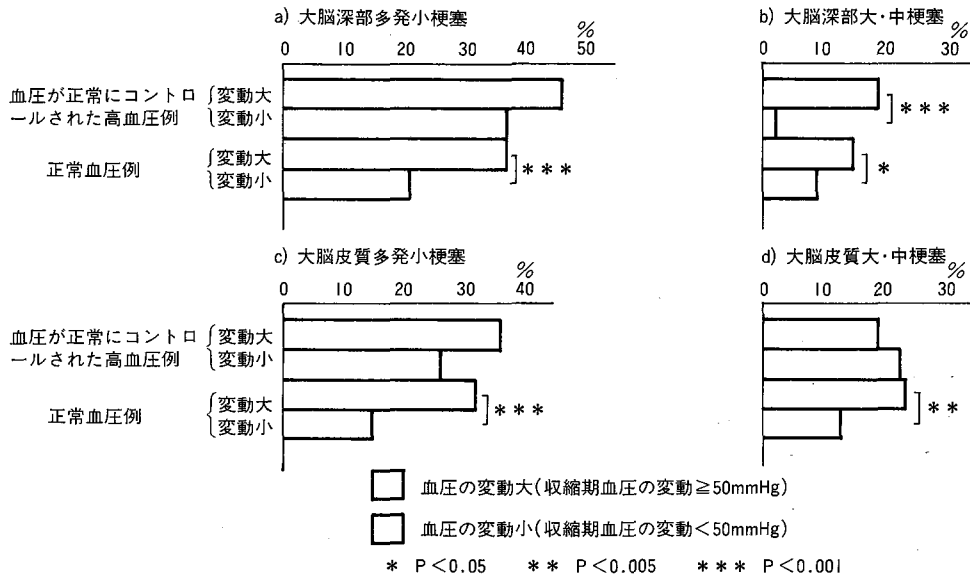 a) 大脳深部多発小梗塞
%
0 10 20 30 40 50
血圧が正常にコントロ
ールされた高血圧例
変動大
変動小
正常血圧例
変動大
変動小
***
b) 大脳深部大・中梗塞
%
0 10 20 30
***
*
c) 大脳皮質多発小梗塞
%
0 10 20 30 40
血圧が正常にコントロ
ールされた高血圧例
変動大
変動小
正常血圧例
変動大
変動小
***
d) 大脳皮質大・中梗塞
%
0 10 20 30
**
血圧の変動大(収縮期血圧の変動≧50mmHg)
血圧の変動小(収縮期血圧の変動<50mmHg)
* P<0.05 ** P<0.005 *** P<0.001